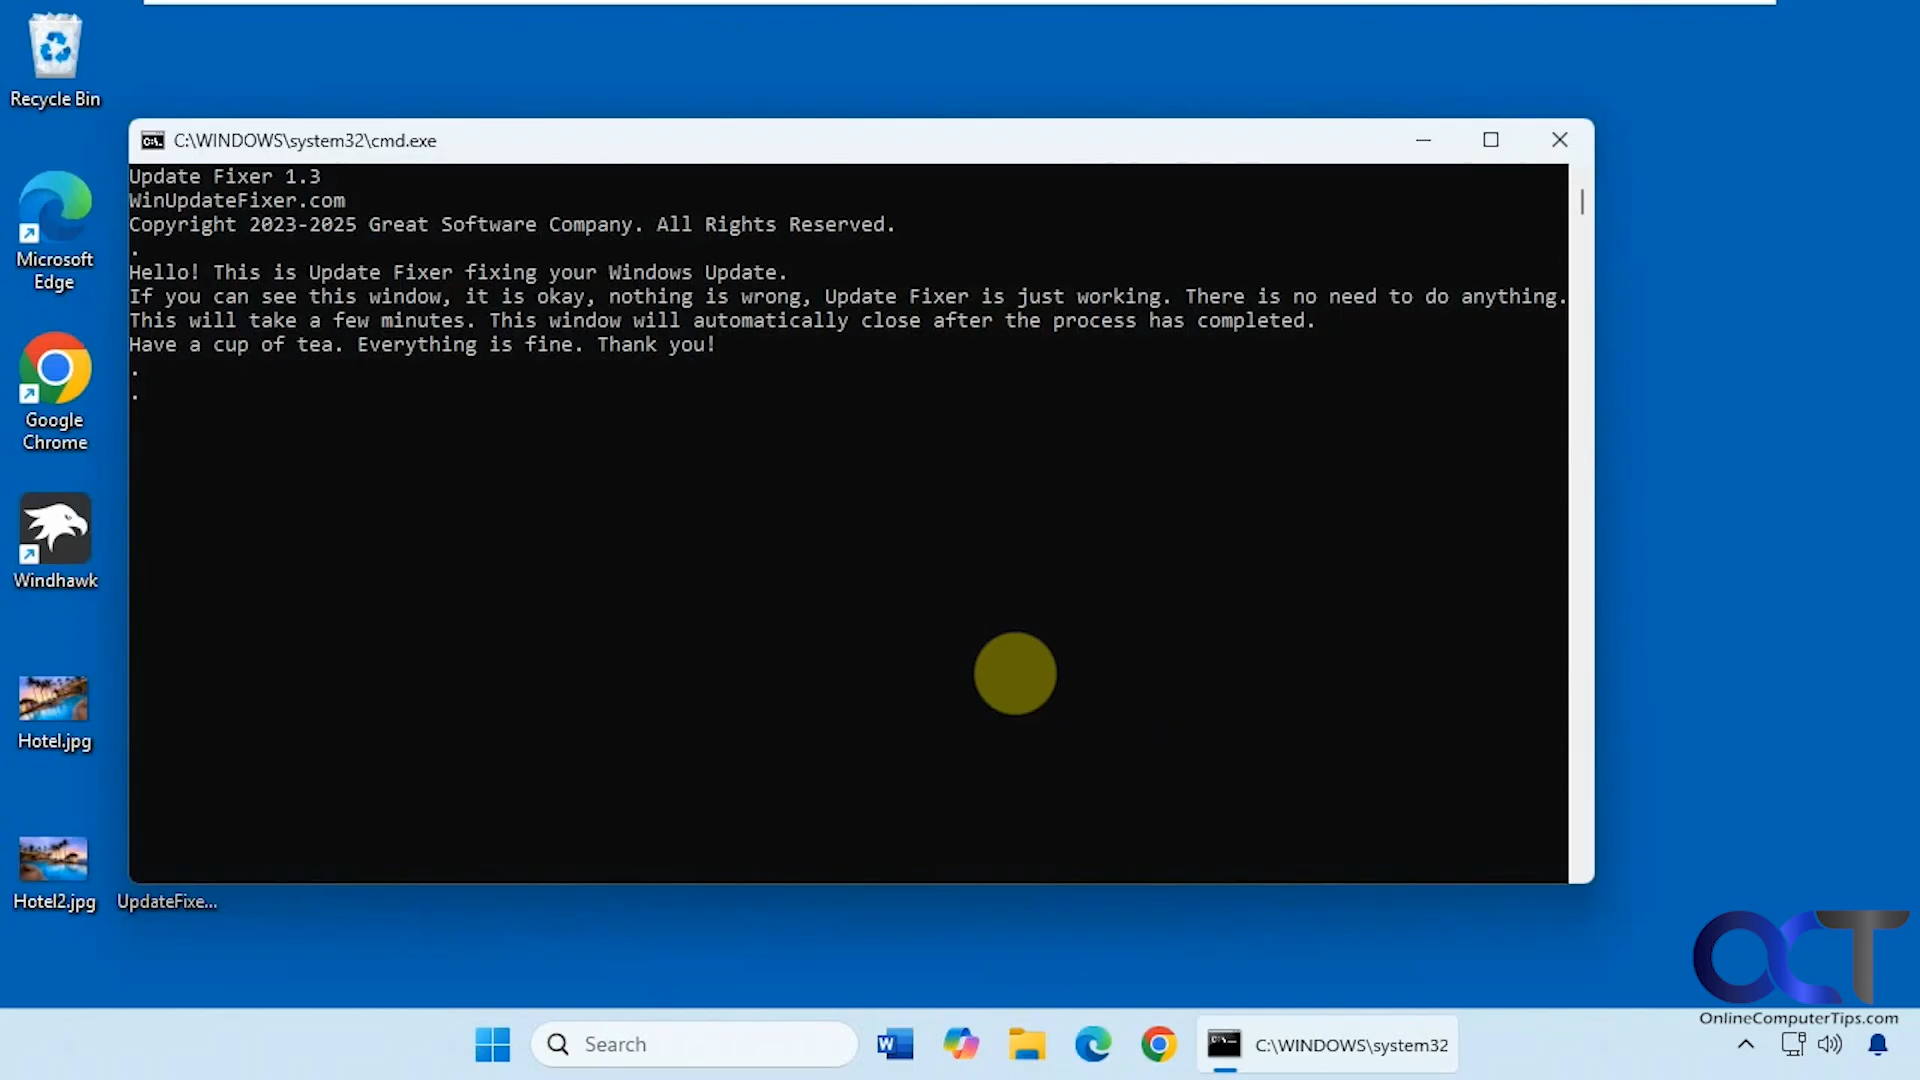 Recycle Bin
Microsoft
Edge
Google
Chrome
Windhawk
Hotel.jpg
Hotel2.jpg
UpdateFixe...
C:\WINDOWS\system32\cmd.exe
Update Fixer 1.3
WinUpdateFixer.com
Copyright 2023-2025 Great Software Company. All Rights Reserved.
.
Hello! This is Update Fixer fixing your Windows Update.
If you can see this window, it is okay, nothing is wrong, Update Fixer is just working. There is no need to do anything.
This will take a few minutes. This window will automatically close after the process has completed.
Have a cup of tea. Everything is fine. Thank you!
.
.
OCT
OnlineComputerTips.com
Search
C:\WINDOWS\system32